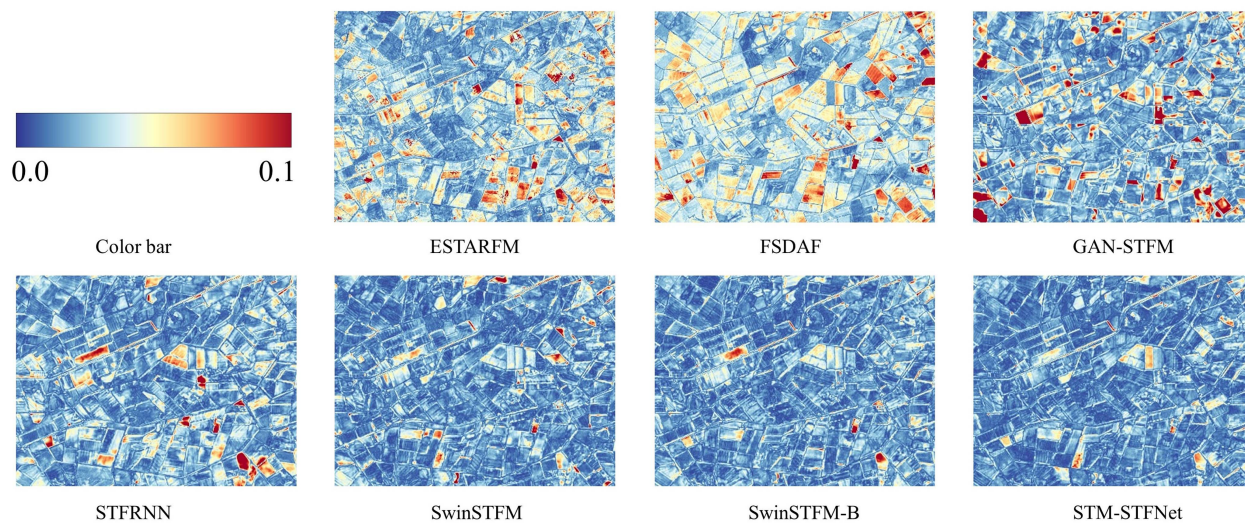 0.0 0.1
Color bar ESTARFM FSDAF GAN-STFM
STFRNN SwinSTFM SwinSTFM-B STM-STFNet